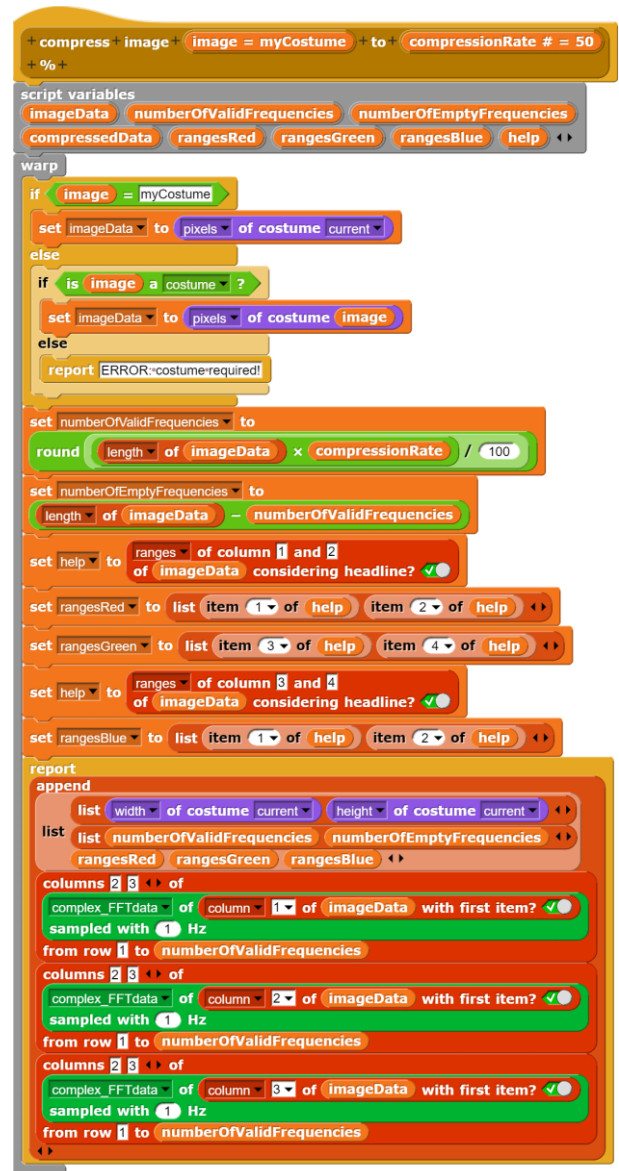 + compress + image + image = myCostume + to + compressionRate # = 50
+ % +
script variables
imageData numberOfValidFrequencies numberOfEmptyFrequencies
compressedData rangesRed rangesGreen rangesBlue help
warp
if image = myCostume
set imageData to pixels of costume current
else
if is image a costume ?
set imageData to pixels of costume image
else
report ERROR: costume required!
set numberOfValidFrequencies to
round length of imageData × compressionRate / 100
set numberOfEmptyFrequencies to
length of imageData – numberOfValidFrequencies
set help to ranges of column 1 and 2
of imageData considering headline?
set rangesRed to list item 1 of help item 2 of help
set rangesGreen to list item 3 of help item 4 of help
set help to ranges of column 3 and 4
of imageData considering headline?
set rangesBlue to list item 1 of help item 2 of help
report
append
list width of costume current height of costume current
list list numberOfValidFrequencies numberOfEmptyFrequencies
rangesRed rangesGreen rangesBlue
columns 2 3 of
complex_FFTdata of column 1 of imageData with first item?
sampled with 1 Hz
from row 1 to numberOfValidFrequencies
columns 2 3 of
complex_FFTdata of column 2 of imageData with first item?
sampled with 1 Hz
from row 1 to numberOfValidFrequencies
columns 2 3 of
complex_FFTdata of column 3 of imageData with first item?
sampled with 1 Hz
from row 1 to numberOfValidFrequencies